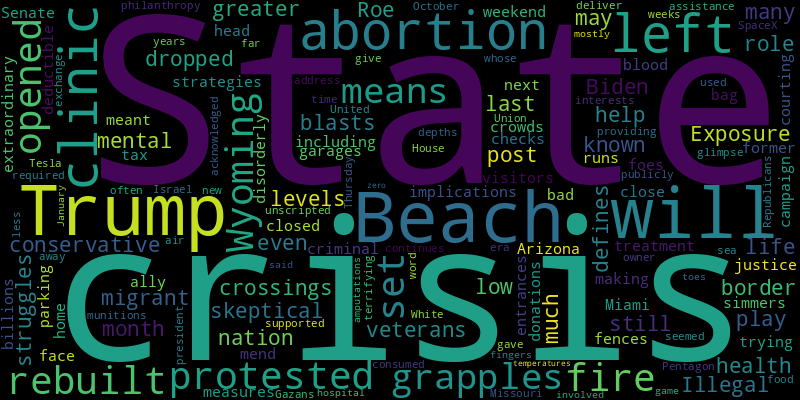 philanthropy October deliver assistance
Senate greater Roe weekend mostly weeks many
clinic State abortion may left SpaceX
head years far give whose role
opened dropped strategies address Biden blood courting
extraordinary deductible exchange means next used bag
acknowledged United Union interests
meant time last help former
mental including blasts crowds post known Exposure
tax garages checks House depths providing runs glimpse
Tesla disorderly Wyoming Thursday visitors foes publicly
required often Israel new levels implications close campaign
January Trump unscripted zero bad Republicans
less conservative closed Beach will
air even criminal continues era Arizona defines treatment life
away said word sea owner
struggles ally crossings set low entrances making toes justice
billions parking migrant skeptical amputations terrifying White donations Miami border
munitions president supported gave much simmers
home month nation veterans fingers still play
face mend consumed temperatures fences seemed trying
crisis Pentagon health
rebuilt protested grapples fire Illegal food
measures Gazans hospital Missouri involved game